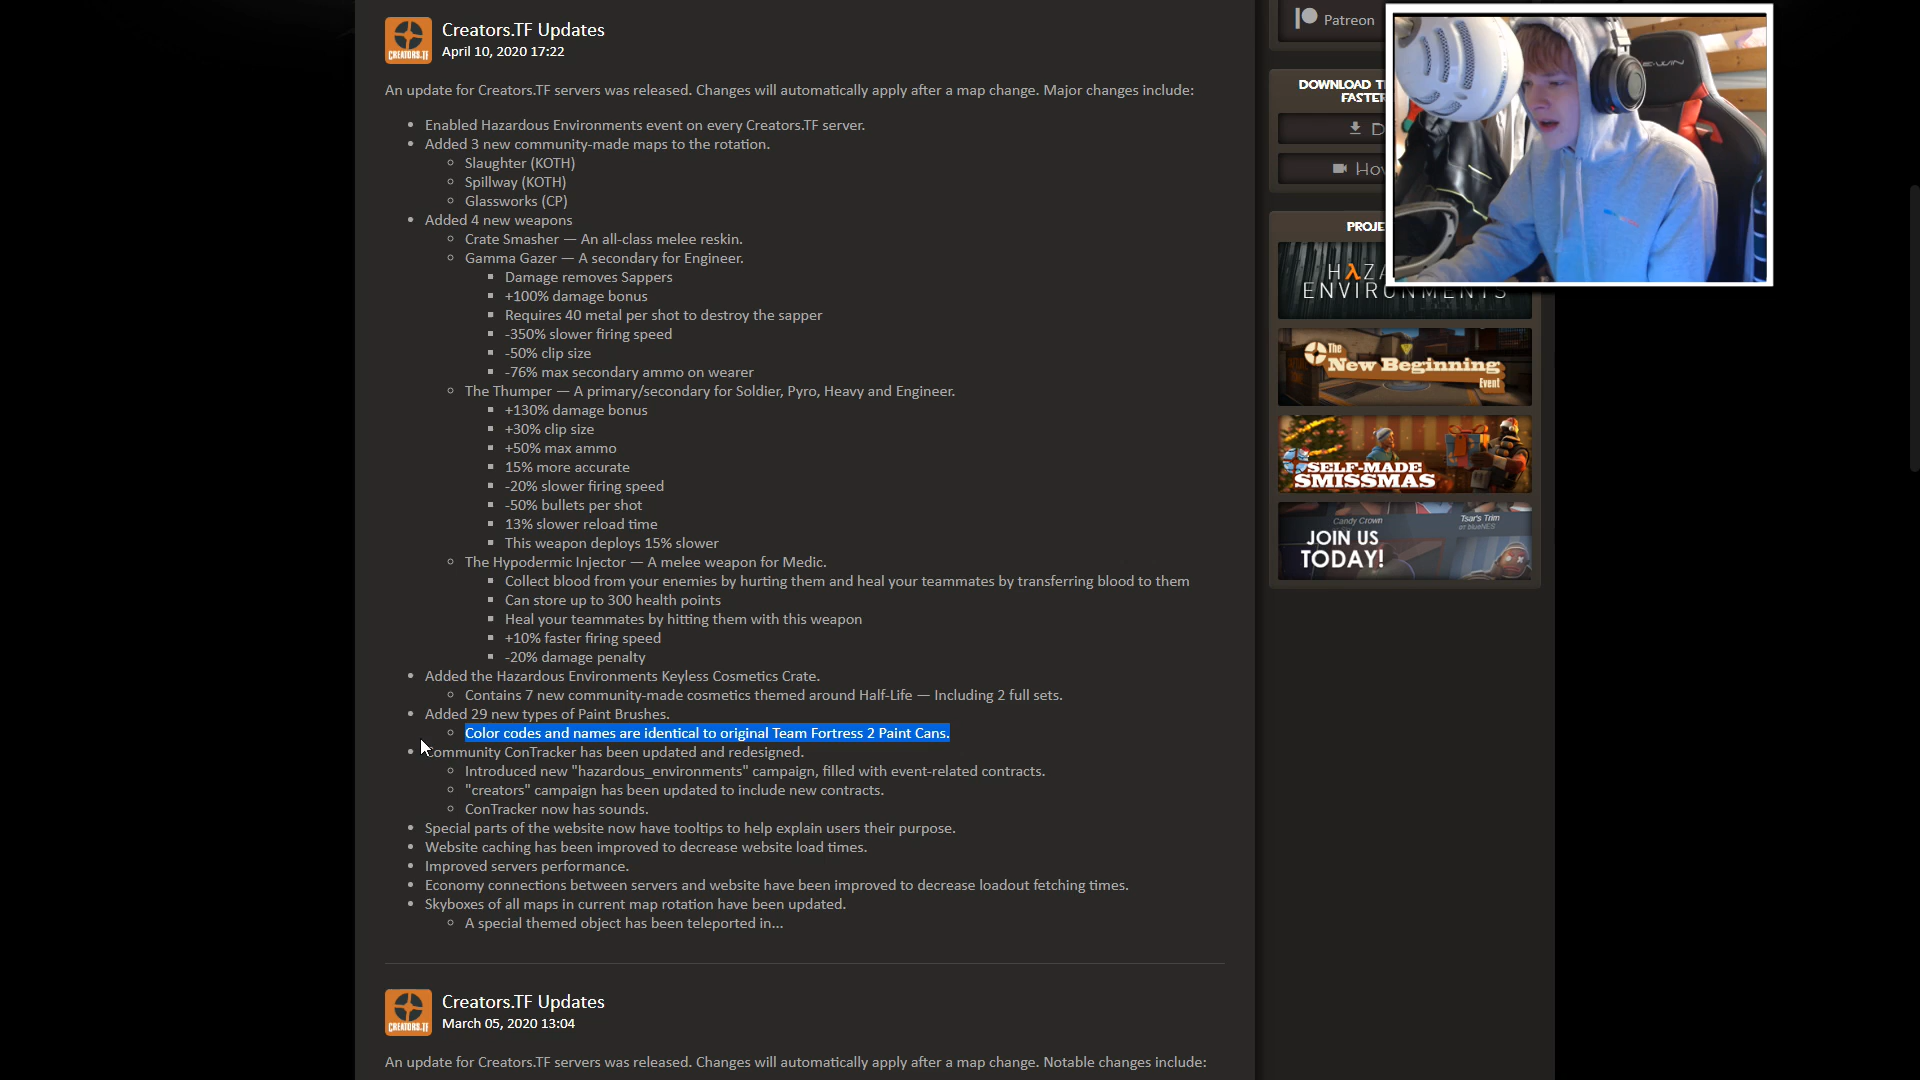 Creators.TF Updates
April 10, 2020 17:22
An update for Creators.TF servers was released. Changes will automatically apply after a map change. Major changes include:
Enabled Hazardous Environments event on every Creators.TF server.
Added 3 new community-made maps to the rotation.
Slaughter (KOTH)
Spillway (KOTH)
Glassworks (CP)
Added 4 new weapons
Crate Smasher — An all-class melee reskin.
Gamma Gazer — A secondary for Engineer.
Damage removes Sappers
+100% damage bonus
Requires 40 metal per shot to destroy the sapper
-350% slower firing speed
-50% clip size
-76% max secondary ammo on wearer
The Thumper — A primary/secondary for Soldier, Pyro, Heavy and Engineer.
+130% damage bonus
+30% clip size
+50% max ammo
15% more accurate
-20% slower firing speed
-50% bullets per shot
13% slower reload time
This weapon deploys 15% slower
The Hypodermic Injector — A melee weapon for Medic.
Collect blood from your enemies by hurting them and heal your teammates by transferring blood to them
Can store up to 300 health points
Heal your teammates by hitting them with this weapon
+10% faster firing speed
-20% damage penalty
Added the Hazardous Environments Keyless Cosmetics Crate.
Contains 7 new community-made cosmetics themed around Half-Life — Including 2 full sets.
Added 29 new types of Paint Brushes.
Color codes and names are identical to original Team Fortress 2 Paint Cans.
Community ConTracker has been updated and redesigned.
Introduced new "hazardous_environments" campaign, filled with event-related contracts.
"creators" campaign has been updated to include new contracts.
ConTracker now has sounds.
Special parts of the website now have tooltips to help explain users their purpose.
Website caching has been improved to decrease website load times.
Improved servers performance.
Economy connections between servers and website have been improved to decrease loadout fetching times.
Skyboxes of all maps in current map rotation have been updated.
A special themed object has been teleported in...
CREATORS.TF
Creators.TF Updates
March 05, 2020 13:04
CREATORS.TF
An update for Creators.TF servers was released. Changes will automatically apply after a map change. Notable changes include:
Patreon
DOWNLOAD
FASTER
D
How
PROJE
HλZA
ENVIRONMENTS
The
New Beginning
Event
SELF-MADE
SMISSMAS
Candy Crown
Tsar's Trim
JOIN US
TODAY!
E-WIN